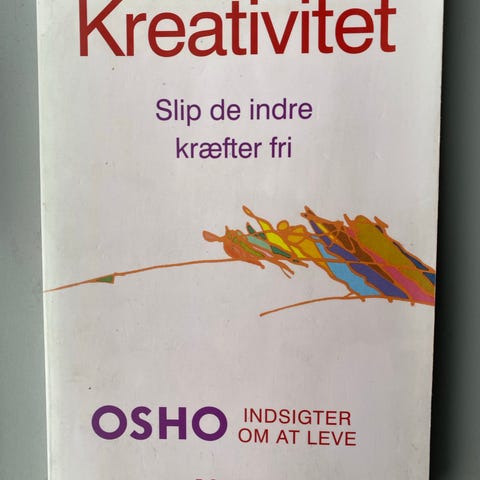 Kreativitet
Slip de indre
kræfter fri
OSHO INDSIGTER
OM AT LEVE